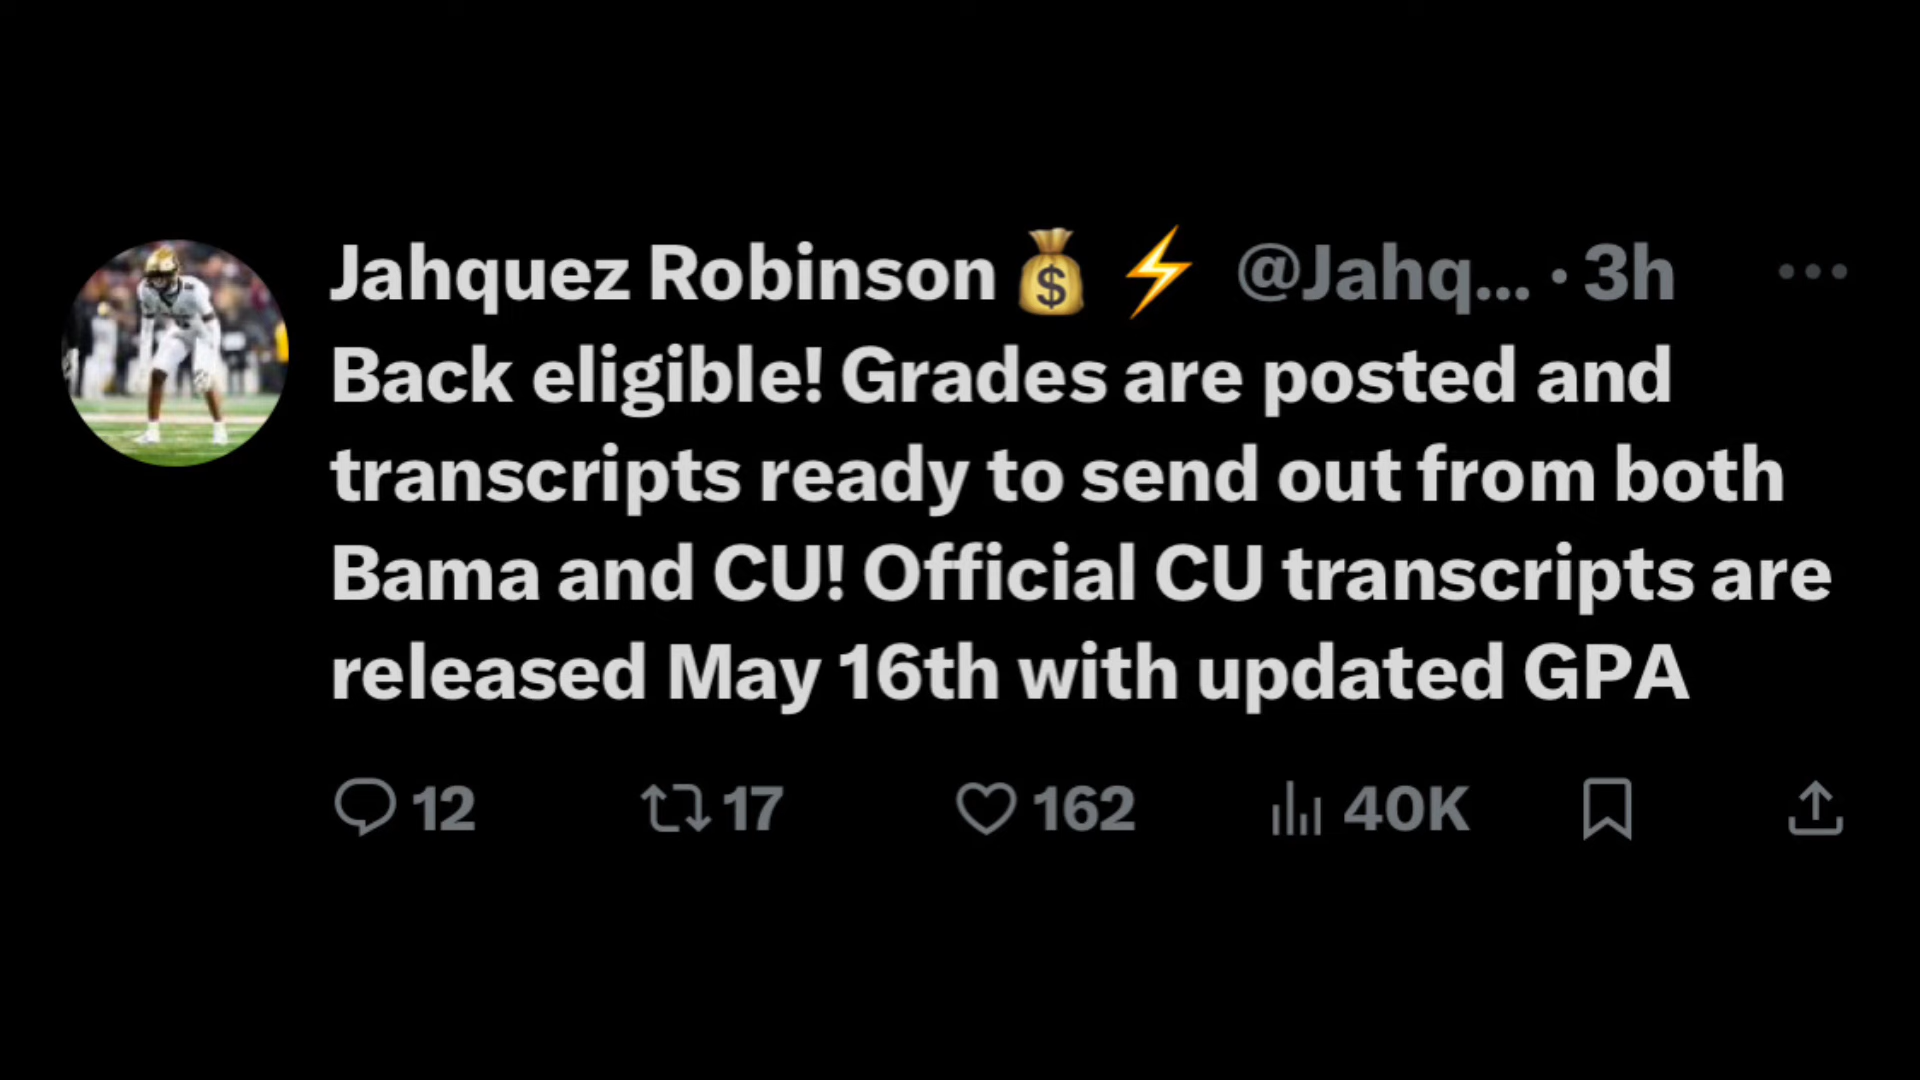 Jahquez Robinson💰⚡ @Jahq... · 3h
Back eligible! Grades are posted and
transcripts ready to send out from both
Bama and CU! Official CU transcripts are
released May 16th with updated GPA
12 17 162 40K